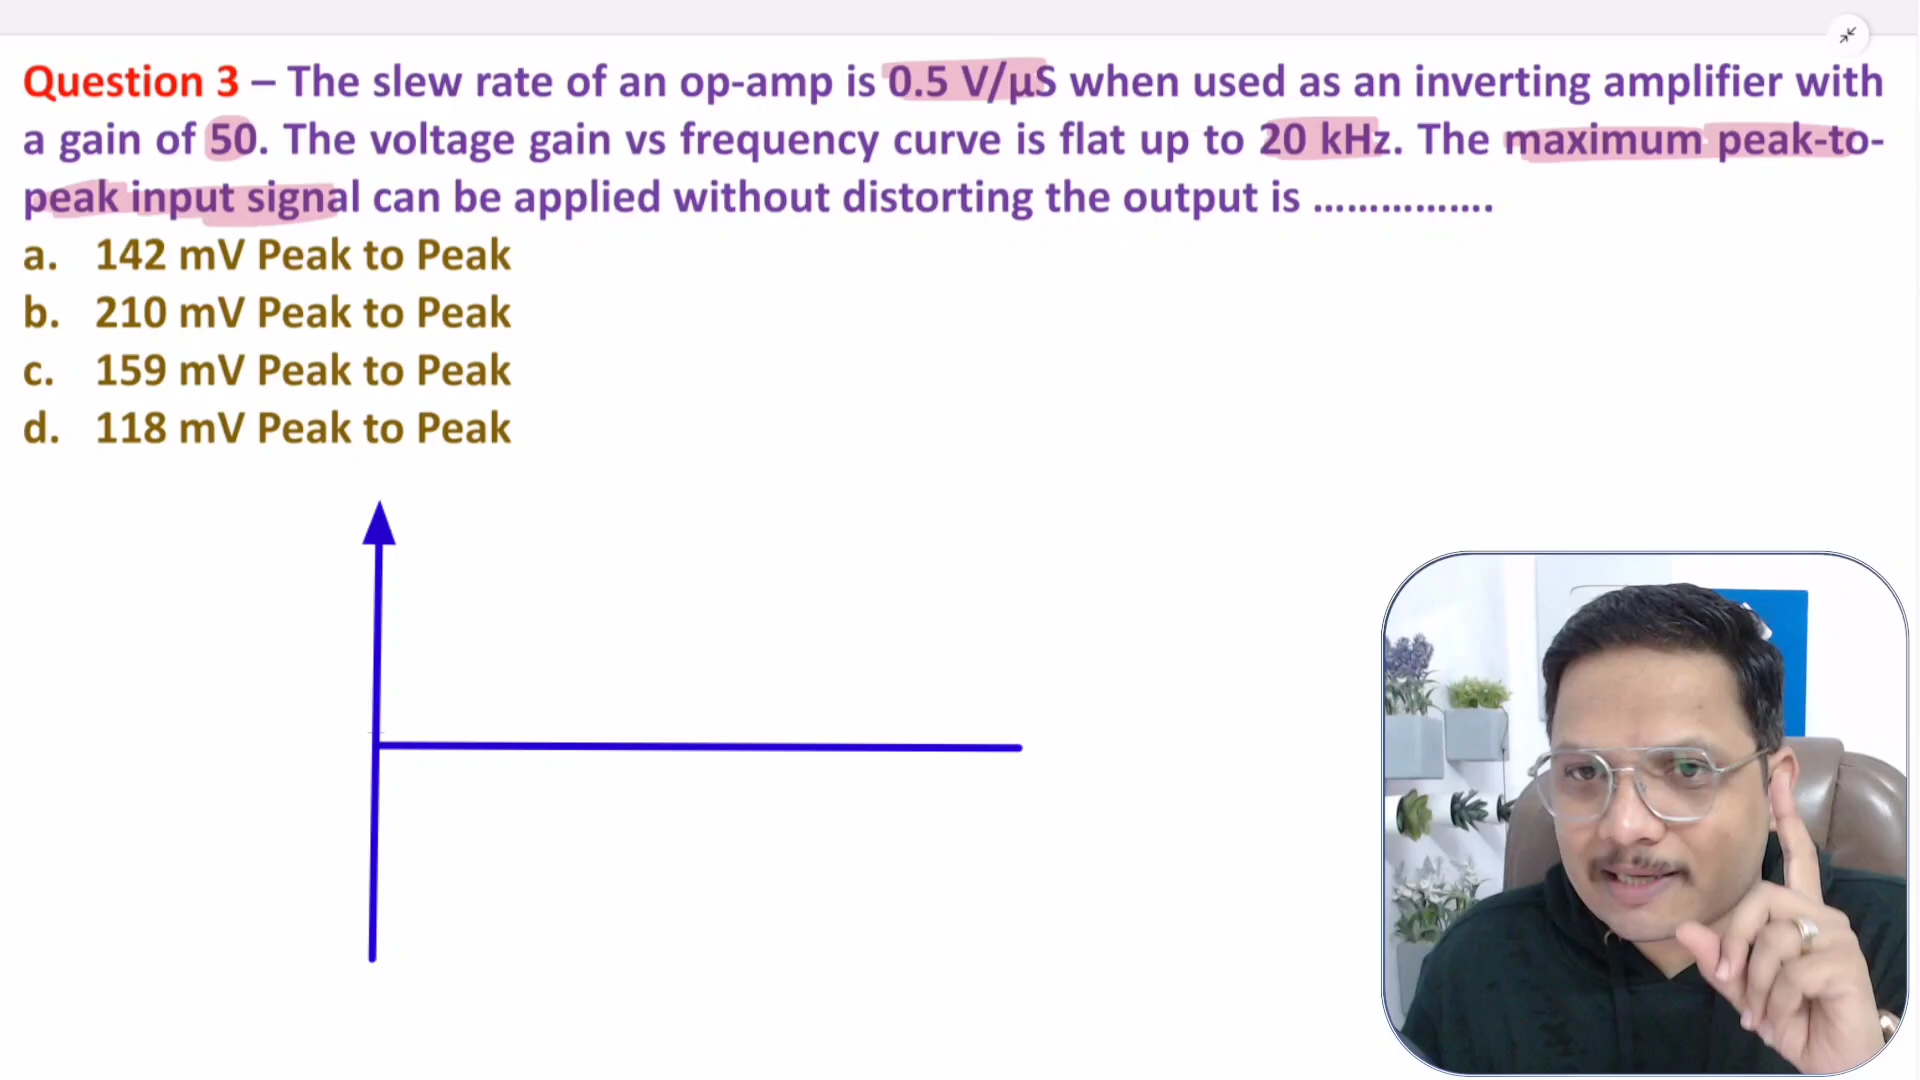 Question 3 – The slew rate of an op-amp is 0.5 V/μS when used as an inverting amplifier with
a gain of 50. The voltage gain vs frequency curve is flat up to 20 kHz. The maximum peak-to-
peak input signal can be applied without distorting the output is …………….
a. 142 mV Peak to Peak
b. 210 mV Peak to Peak
c. 159 mV Peak to Peak
d. 118 mV Peak to Peak